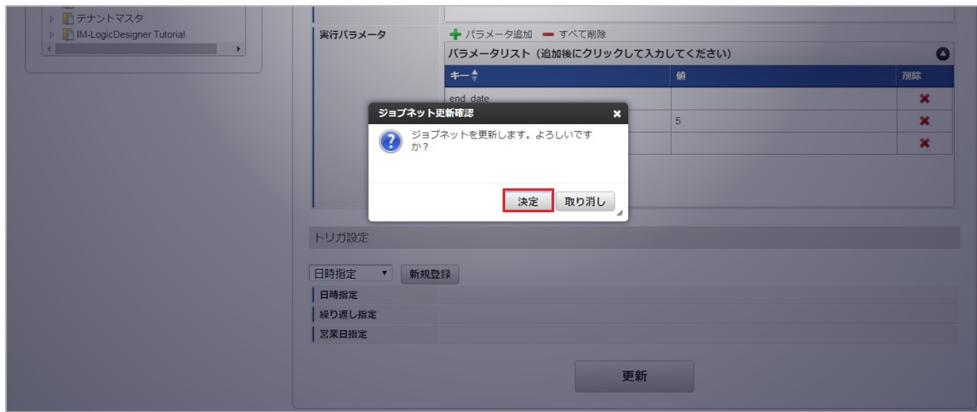 テナントマスタ
IM-LogicDesigner Tutorial
実行パラメータ
パラメータ追加 すべて削除
パラメータリスト（追加後にクリックして入力してください）
キー 値 削除
end_date
5
ジョブネット更新確認
ジョブネットを更新します。よろしいです
か？
決定 取り消し
トリガ設定
日時指定 新規登録
日時指定
繰り返し指定
営業日指定
更新